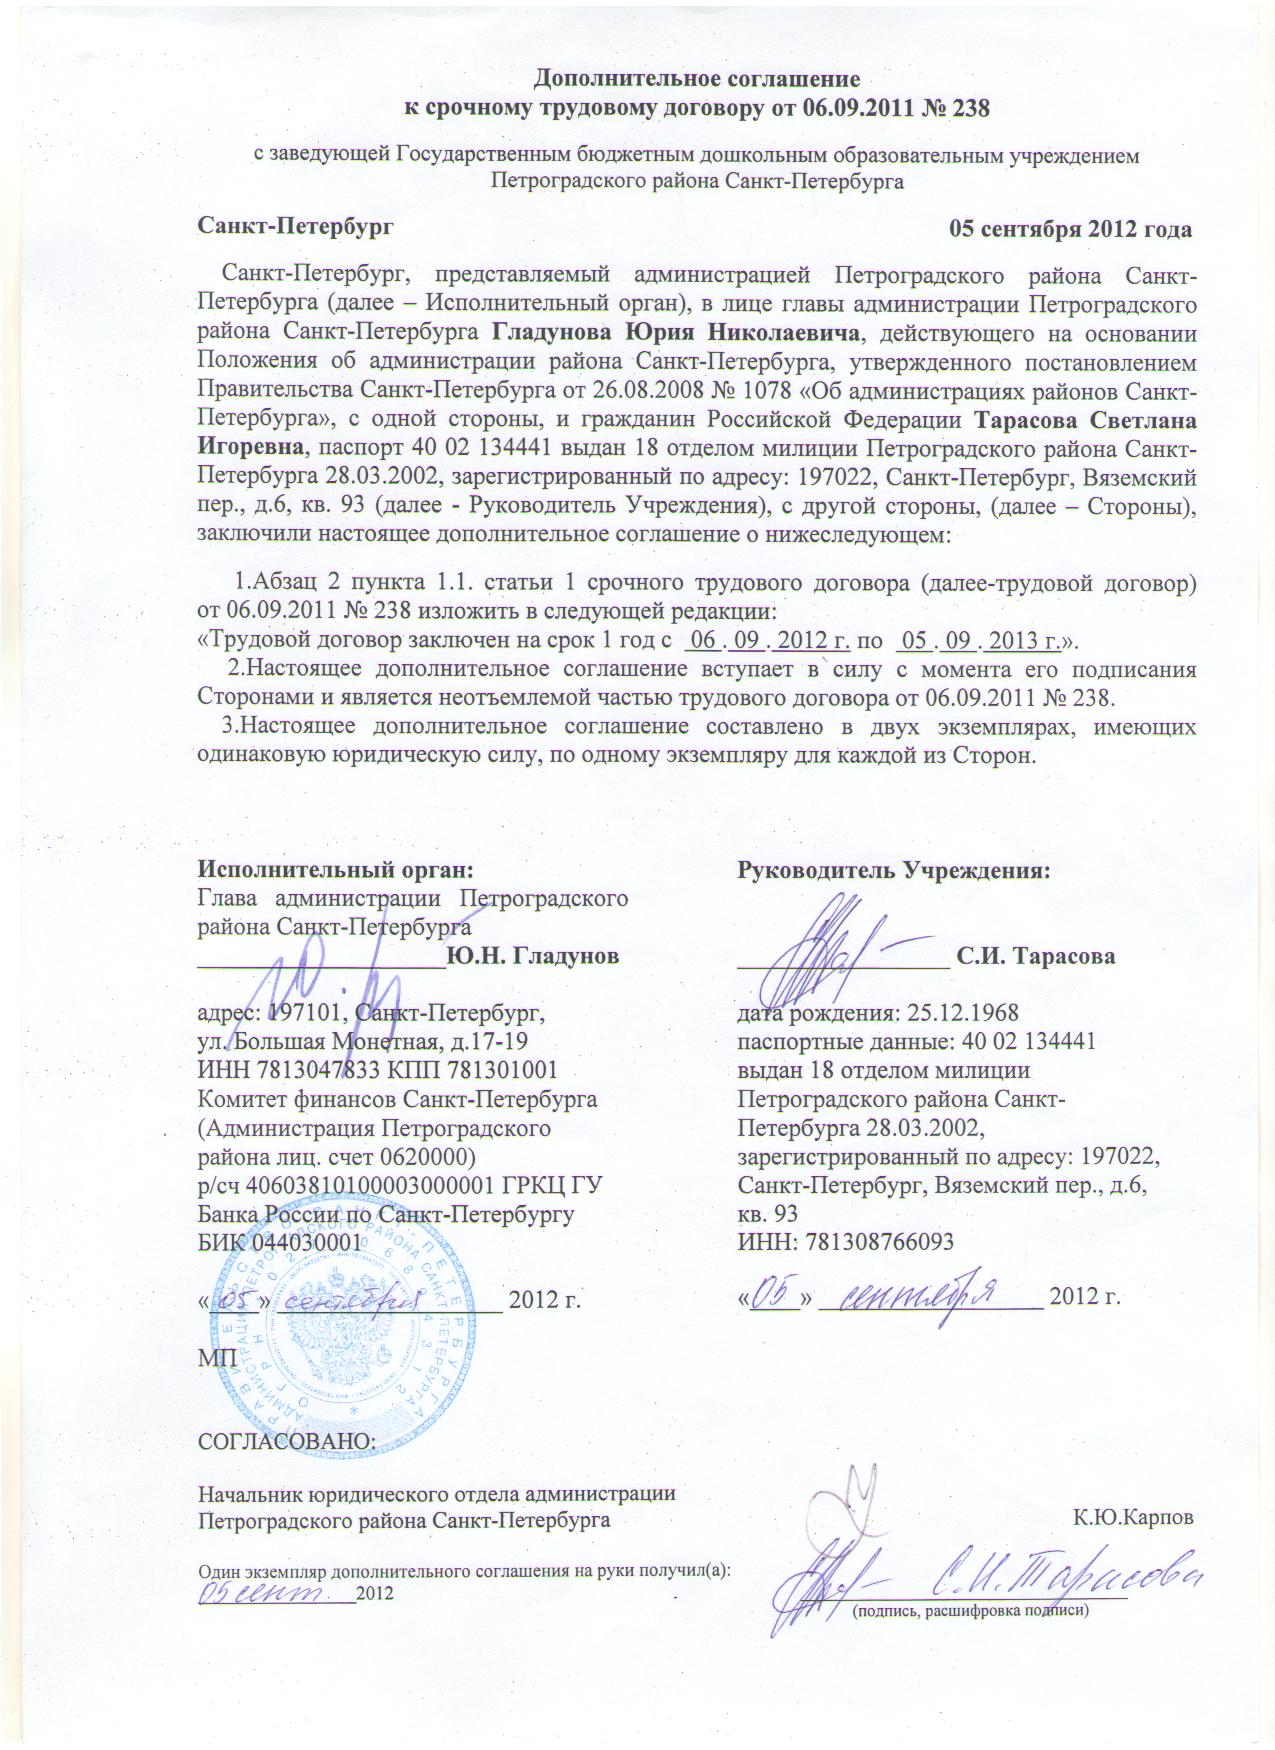 Дополнительное соглашение
к срочному трудовому договору от 06.09.2011 № 238
с заведующей Государственным бюджетным дошкольным образовательным учреждением
Петроградского района Санкт-Петербурга
Санкт-Петербург 05 сентября 2012 года
Санкт-Петербург, представляемый администрацией Петроградского района Санкт-
Петербурга (далее – Исполнительный орган), в лице главы администрации Петроградского
района Санкт-Петербурга Гладунова Юрия Николаевича, действующего на основании
Положения об администрации района Санкт-Петербурга, утвержденного постановлением
Правительства Санкт-Петербурга от 26.08.2008 № 1078 «Об администрациях районов Санкт-
Петербурга», с одной стороны, и гражданин Российской Федерации Тарасова Светлана
Игоревна, паспорт 40 02 134441 выдан 18 отделом милиции Петроградского района Санкт-
Петербурга 28.03.2002, зарегистрированный по адресу: 197022, Санкт-Петербург, Вяземский
пер., д.6, кв. 93 (далее - Руководитель Учреждения), с другой стороны, (далее – Стороны),
заключили настоящее дополнительное соглашение о нижеследующем:
1.Абзац 2 пункта 1.1. статьи 1 срочного трудового договора (далее-трудовой договор)
от 06.09.2011 № 238 изложить в следующей редакции:
«Трудовой договор заключен на срок 1 год с 06 . 09 . 2012 г. по 05 . 09 . 2013 г.».
2.Настоящее дополнительное соглашение вступает в силу с момента его подписания
Сторонами и является неотъемлемой частью трудового договора от 06.09.2011 № 238.
3.Настоящее дополнительное соглашение составлено в двух экземплярах, имеющих
одинаковую юридическую силу, по одному экземпляру для каждой из Сторон.
Исполнительный орган:
Глава администрации Петроградского
района Санкт-Петербурга
Ю.Н. Гладунов
адрес: 197101, Санкт-Петербург,
ул. Большая Монетная, д.17-19
ИНН 7813047833 КПП 781301001
Комитет финансов Санкт-Петербурга
(Администрация Петроградского
района лиц. счет 0620000)
р/сч 40603810100003000001 ГРКЦ ГУ
Банка России по Санкт-Петербургу
БИК 044030001
«05» сентября 2012 г.
МП
Руководитель Учреждения:
С.И. Тарасова
дата рождения: 25.12.1968
паспортные данные: 40 02 134441
выдан 18 отделом милиции
Петроградского района Санкт-
Петербурга 28.03.2002,
зарегистрированный по адресу: 197022,
Санкт-Петербург, Вяземский пер., д.6,
кв. 93
ИНН: 781308766093
«05» сентября 2012 г.
СОГЛАСОВАНО:
Начальник юридического отдела администрации
Петроградского района Санкт-Петербурга
К.Ю.Карпов
Один экземпляр дополнительного соглашения на руки получил(а):
05 сент. 2012
С.И. Тарасова
(подпись, расшифровка подписи)